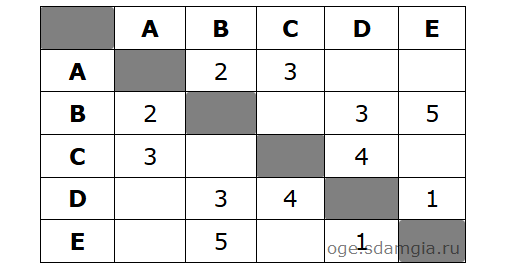 A B C D E
A 2 3
B 2 3 5
C 3 4
D 3 4 1
E 5 1
oge.sdamgia.ru